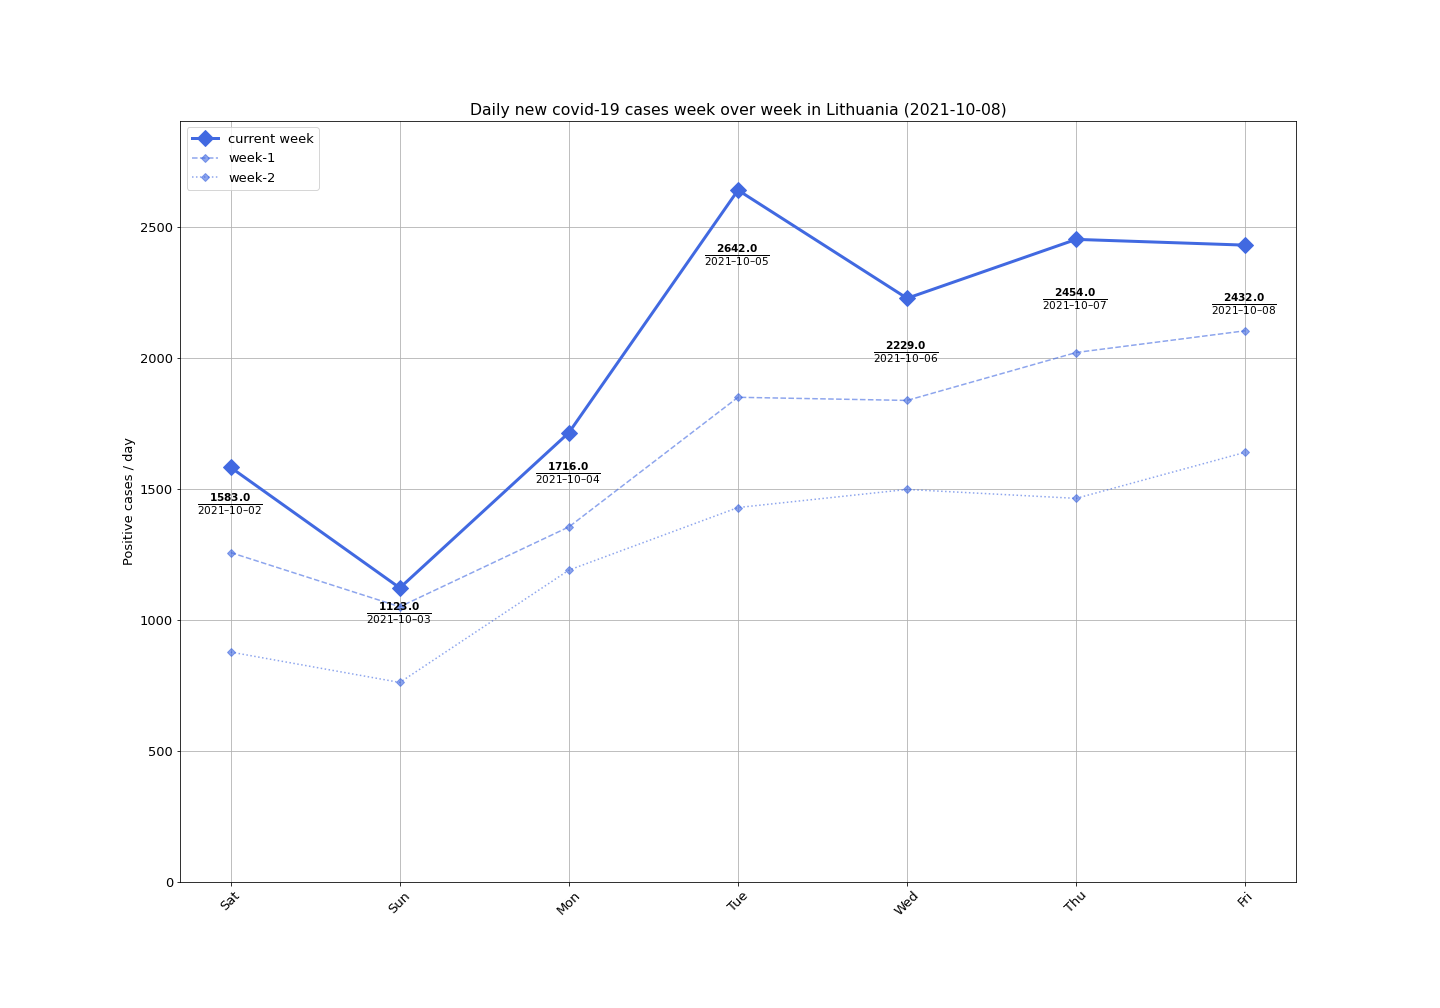 Daily new covid-19 cases week over week in Lithuania (2021-10-08)
current week
week-1
week-2
Positive cases / day
2500
2000
1500
1000
500
0
1583.0
2021–10–02
1123.0
2021–10–03
1716.0
2021–10–04
2642.0
2021–10–05
2229.0
2021–10–06
2454.0
2021–10–07
2432.0
2021–10–08
Sat
Sun
Mon
Tue
Wed
Thu
Fri